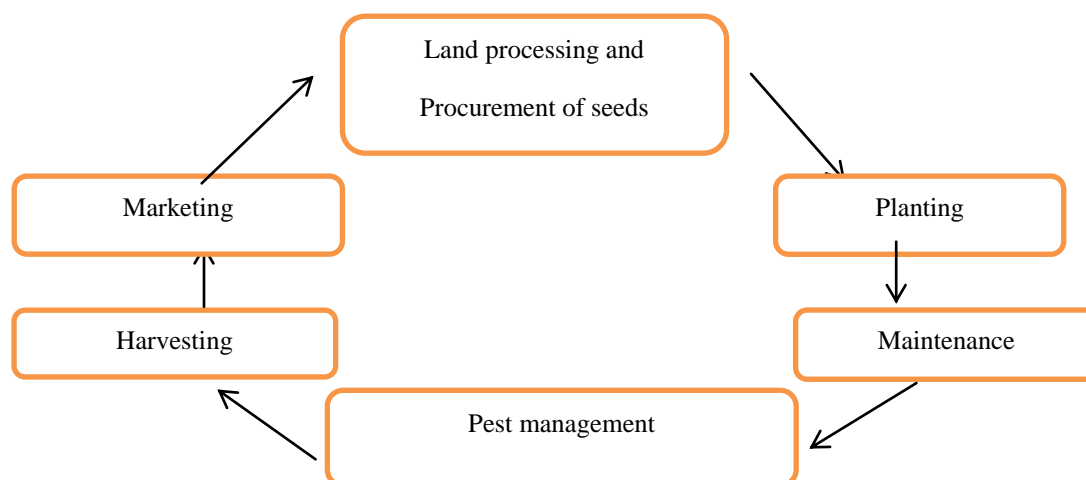 Land processing and
Procurement of seeds
Marketing
Planting
Harvesting
Maintenance
Pest management